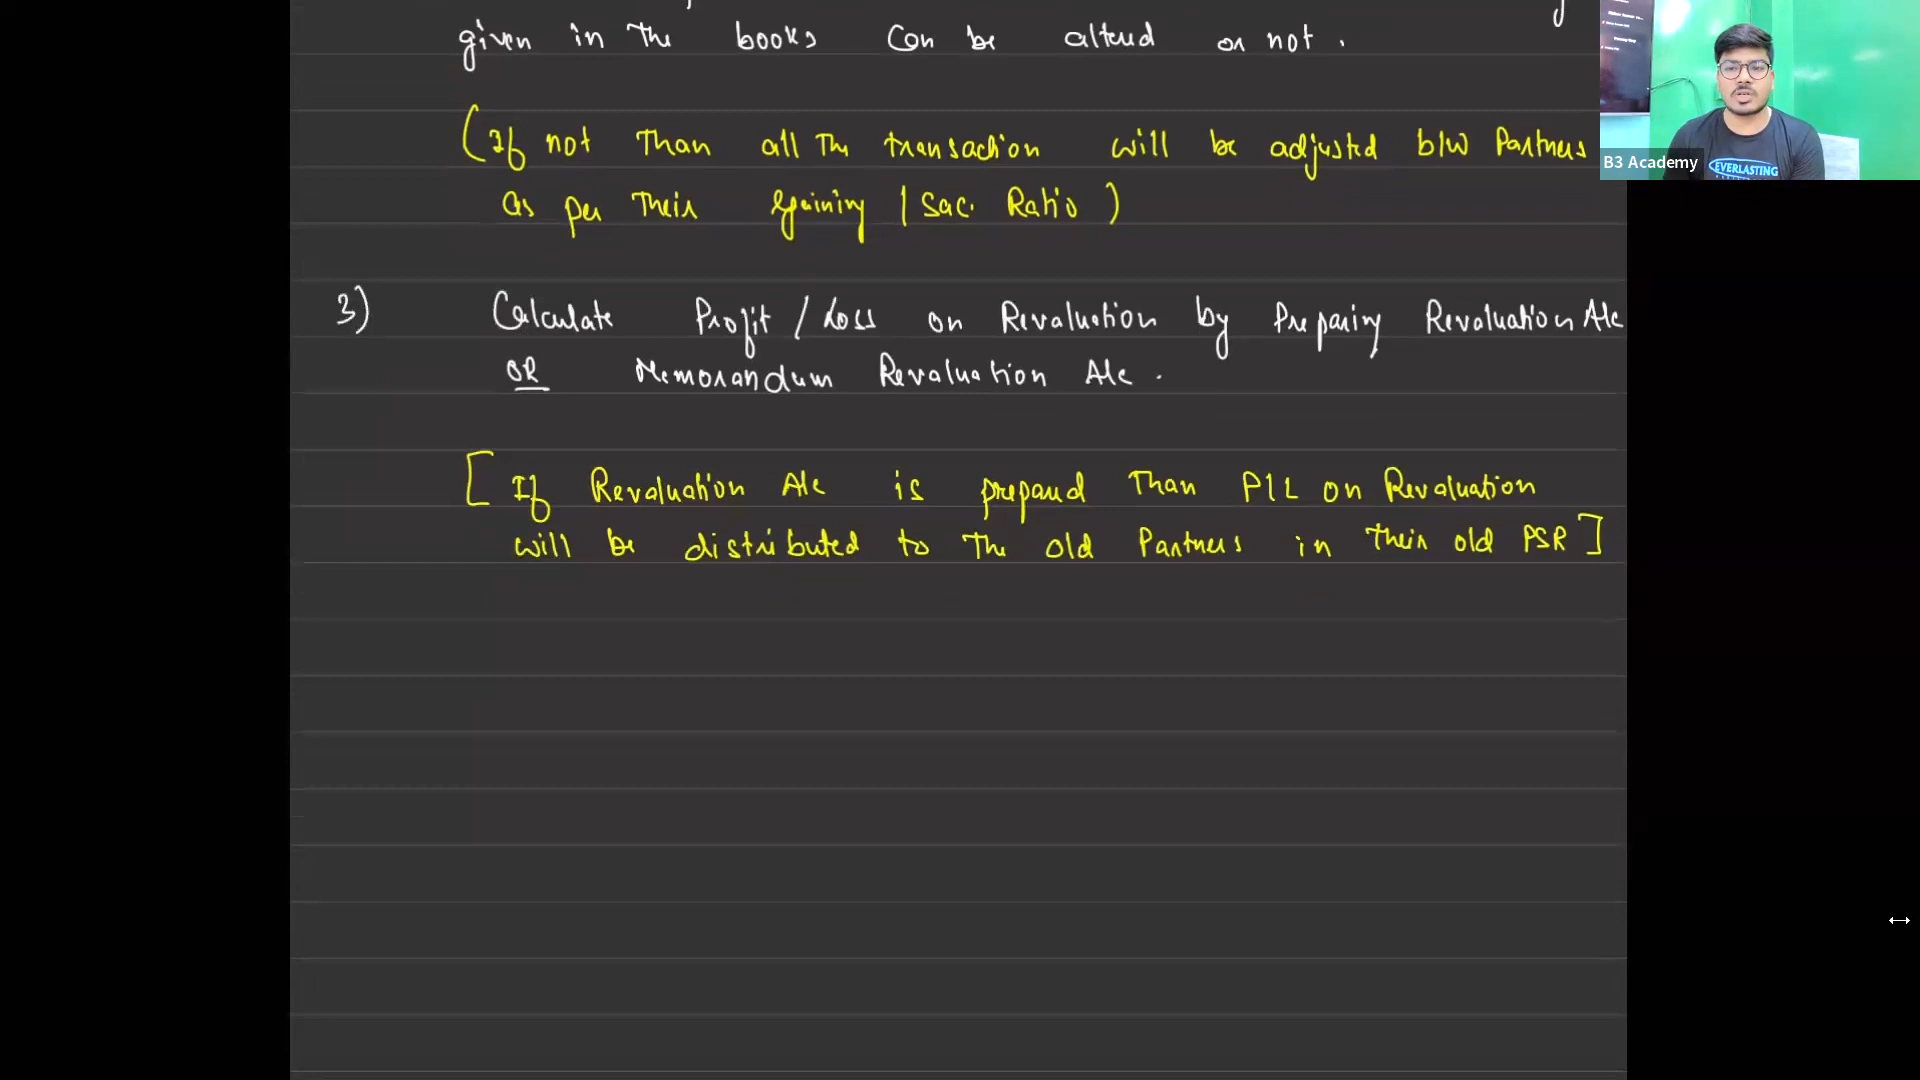 given in the books can be altered or not.
(If not than all the transaction will be adjusted b/w Partners
as per their gaining / Sac. Ratio)
3) Calculate Profit / Loss on Revaluation by Preparing Revaluation A/c
OR Memorandum Revaluation A/c.
[If Revaluation A/c is prepared than P/L on Revaluation
will be distributed to the old Partners in their old PSR]
B3 Academy
EVERLASTING